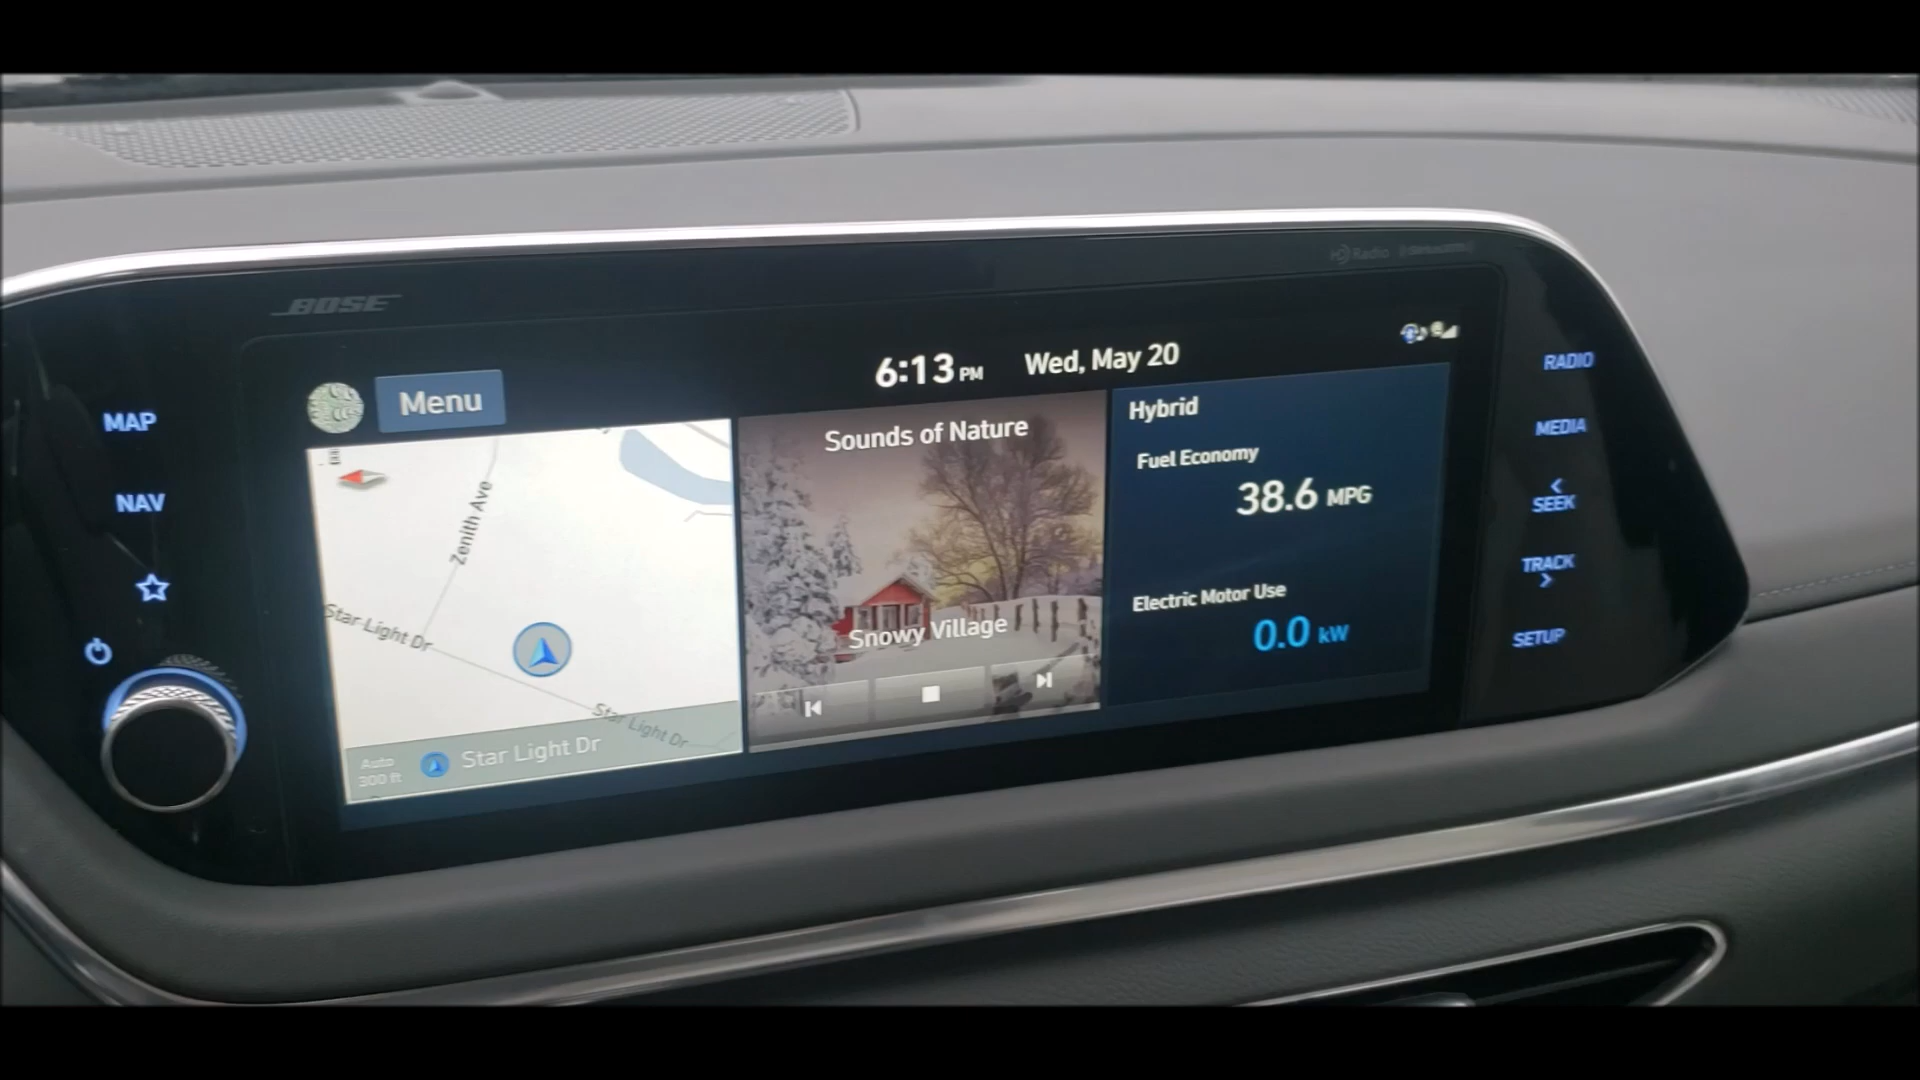 BOSE
HD Radio
6:13 PM
Wed, May 20
Menu
MAP
NAV
Zenith Ave
Star Light Dr
Star Light Dr
Auto
300 ft
Star Light Dr
Sounds of Nature
Snowy Village
Hybrid
Fuel Economy
38.6 MPG
Electric Motor Use
0.0 kW
RADIO
MEDIA
<
SEEK
TRACK
>
SETUP